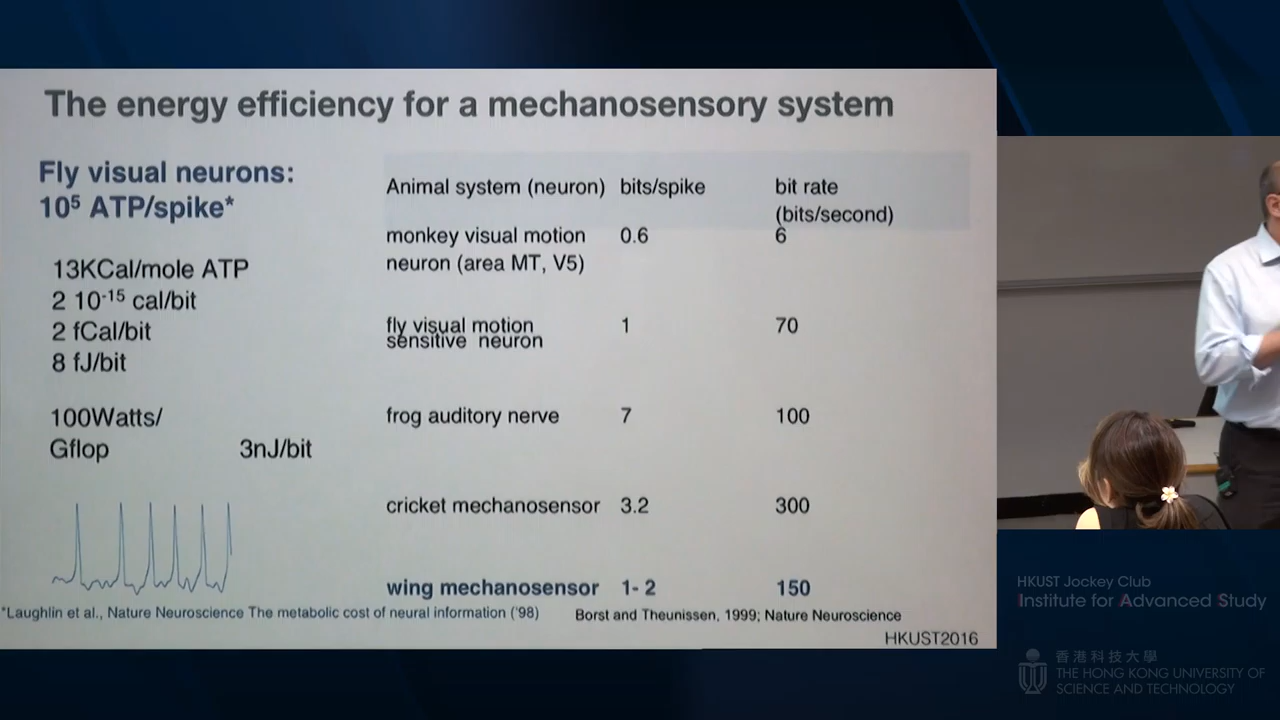 The energy efficiency for a mechanosensory system
Fly visual neurons:
10⁵ ATP/spike*
13KCal/mole ATP
2 10⁻¹⁵ cal/bit
2 fCal/bit
8 fJ/bit
100Watts/
Gflop 3nJ/bit
Animal system (neuron) bits/spike bit rate
(bits/second)
monkey visual motion 0.6 6
neuron (area MT, V5)
fly visual motion 1 70
sensitive neuron
frog auditory nerve 7 100
cricket mechanosensor 3.2 300
wing mechanosensor 1- 2 150
*Laughlin et al., Nature Neuroscience The metabolic cost of neural information ('98)
Borst and Theunissen, 1999; Nature Neuroscience
HKUST2016
HKUST Jockey Club
Institute for Advanced Study
香港科技大學
THE HONG KONG UNIVERSITY OF
SCIENCE AND TECHNOLOGY